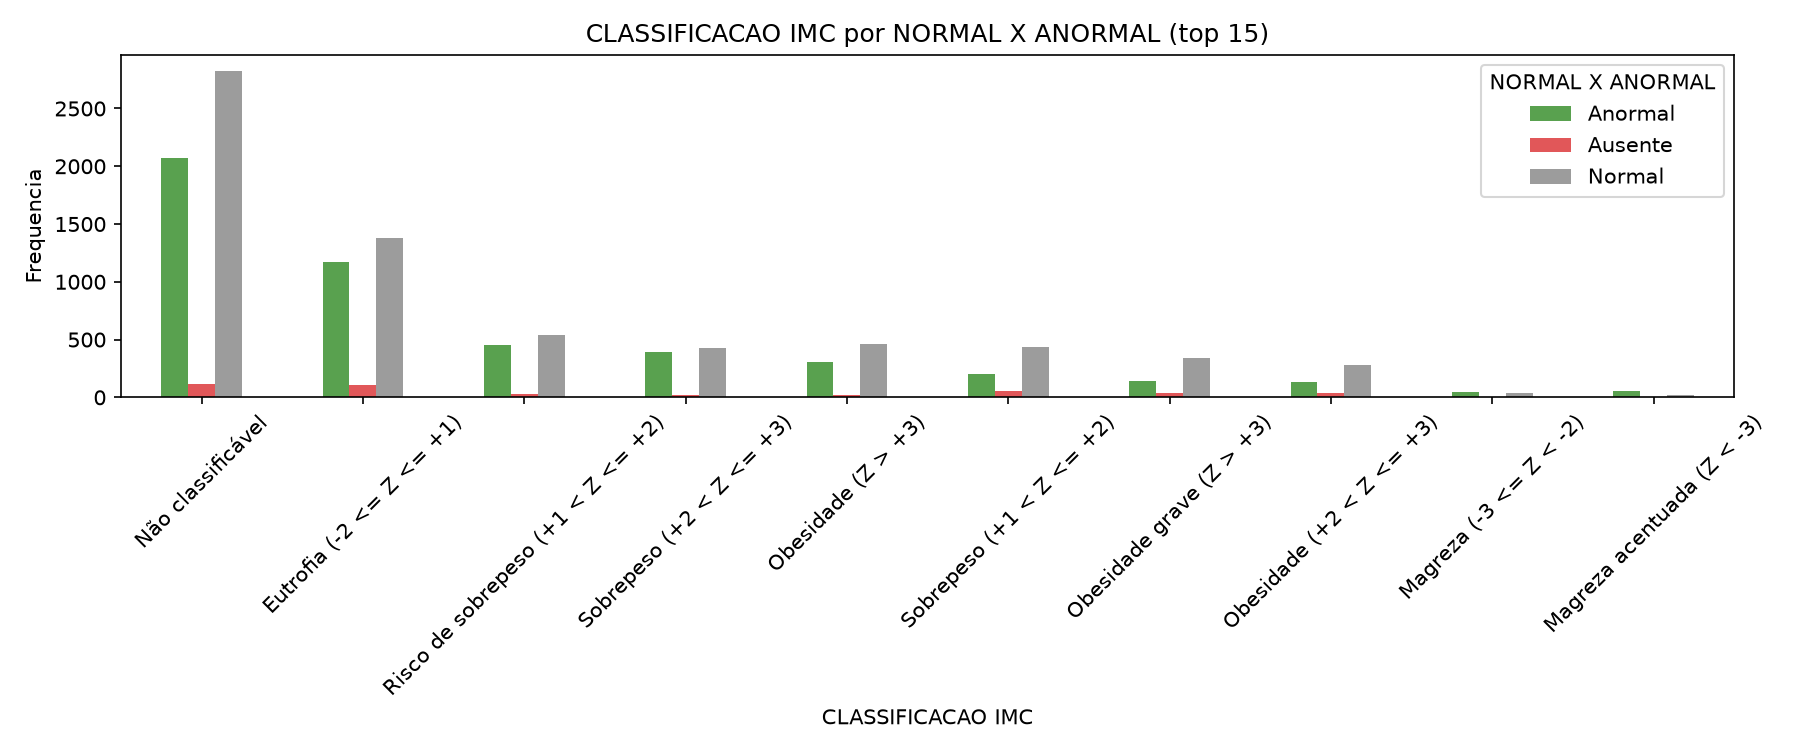 CLASSIFICACAO IMC por NORMAL X ANORMAL (top 15)
NORMAL X ANORMAL
Anormal
Ausente
Normal
Frequencia
2500
2000
1500
1000
500
0
Não classificável
Eutrofia (-2 <= Z <= +1)
Risco de sobrepeso (+1 < Z <= +2)
Sobrepeso (+2 < Z <= +3)
Obesidade (Z > +3)
Sobrepeso (+1 < Z <= +2)
Obesidade grave (Z > +3)
Obesidade (+2 < Z <= +3)
Magreza (-3 <= Z < -2)
Magreza acentuada (Z < -3)
CLASSIFICACAO IMC